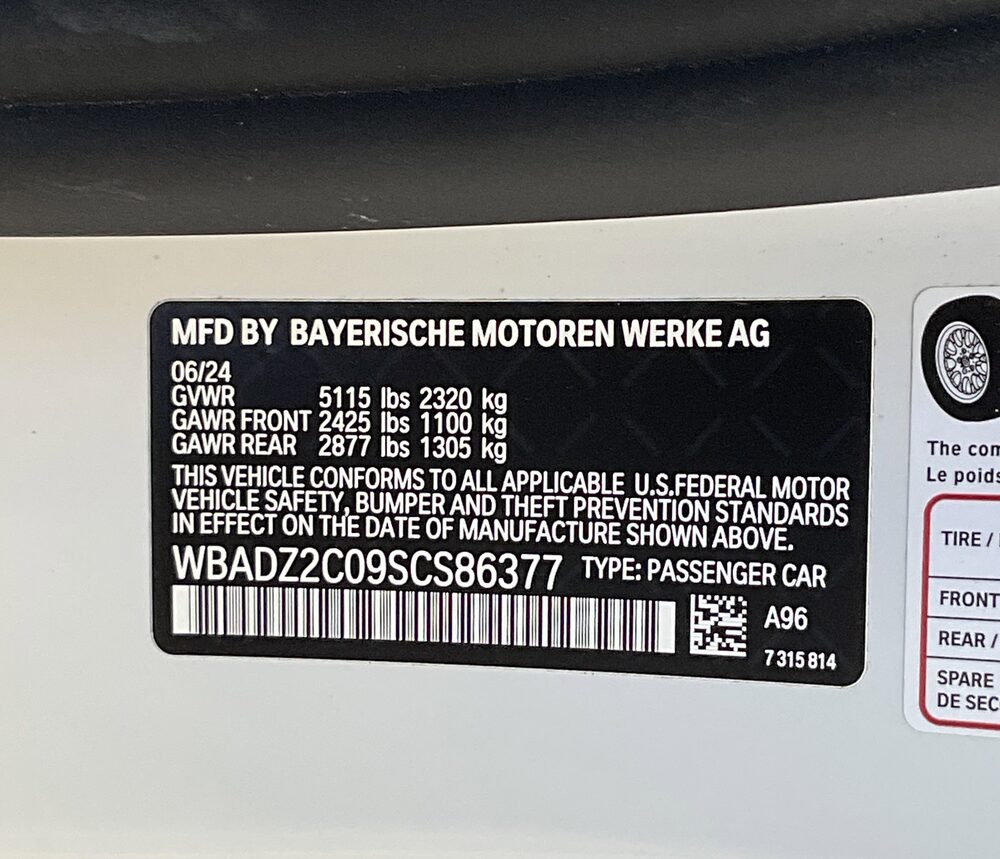 MFD BY BAYERISCHE MOTOREN WERKE AG
06/24
GVWR 5115 lbs 2320 kg
GAWR FRONT 2425 lbs 1100 kg
GAWR REAR 2877 lbs 1305 kg
THIS VEHICLE CONFORMS TO ALL APPLICABLE U.S.FEDERAL MOTOR
VEHICLE SAFETY, BUMPER AND THEFT PREVENTION STANDARDS
IN EFFECT ON THE DATE OF MANUFACTURE SHOWN ABOVE.
WBADZ2C09SCS86377 TYPE: PASSENGER CAR
A96
7315814
The com
Le poids
TIRE /
FRONT
REAR /
SPARE
DE SEC